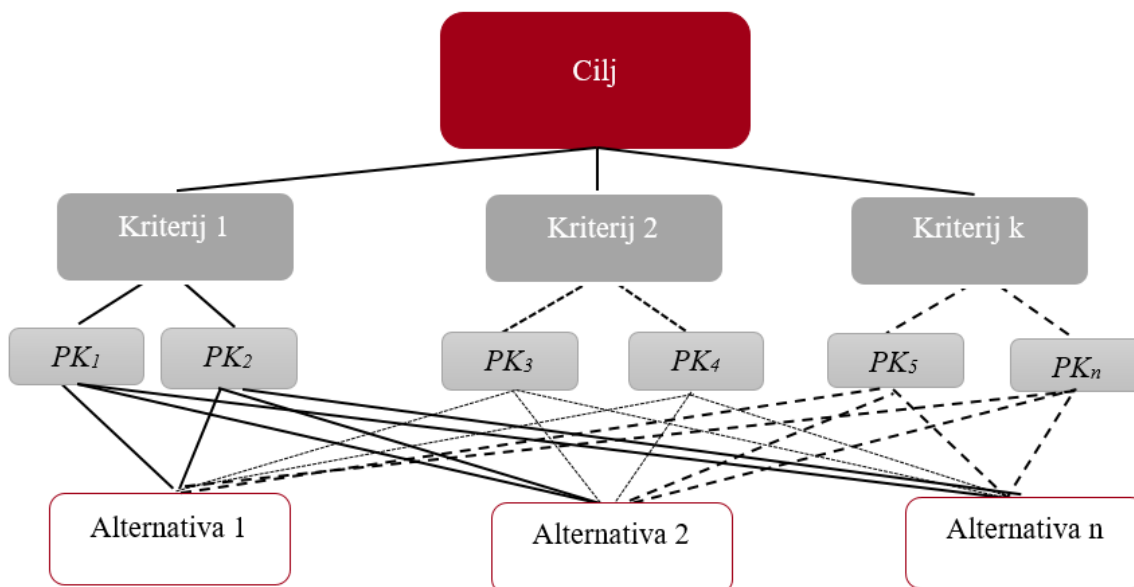 Cilj
Kriterij 1
Kriterij 2
Kriterij k
PK1
PK2
PK3
PK4
PK5
PKn
Alternativa 1
Alternativa 2
Alternativa n